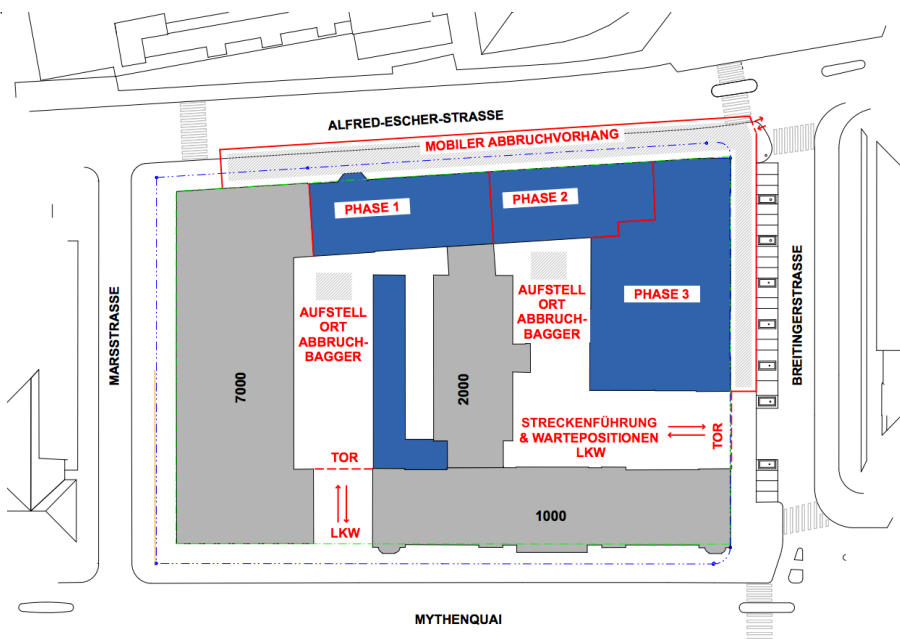 ALFRED-ESCHER-STRASSE
MOBILER ABBRUCHVORHANG
PHASE 1
PHASE 2
PHASE 3
AUFSTELL
ORT
ABBRUCH-
BAGGER
AUFSTELL
ORT
ABBRUCH-
BAGGER
MARSSTRASSE
BREITINGERSTRASSE
7000
2000
STRECKENFÜHRUNG
& WARTEPOSITIONEN
LKW
TOR
TOR
LKW
1000
MYTHENQUAI